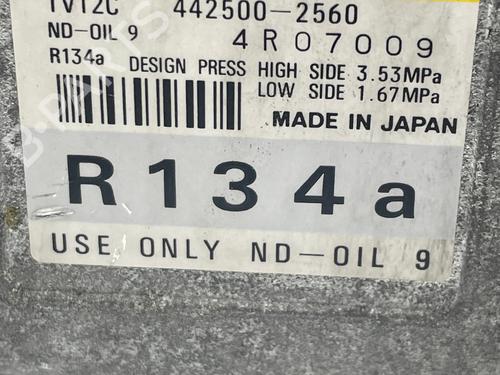 TV12C 442500-2560
ND-OIL 9 4R07009
R134a DESIGN PRESS HIGH SIDE 3.53MPa
LOW SIDE 1.67MPa
MADE IN JAPAN
R134a
USE ONLY ND-OIL 9
B-PARTS